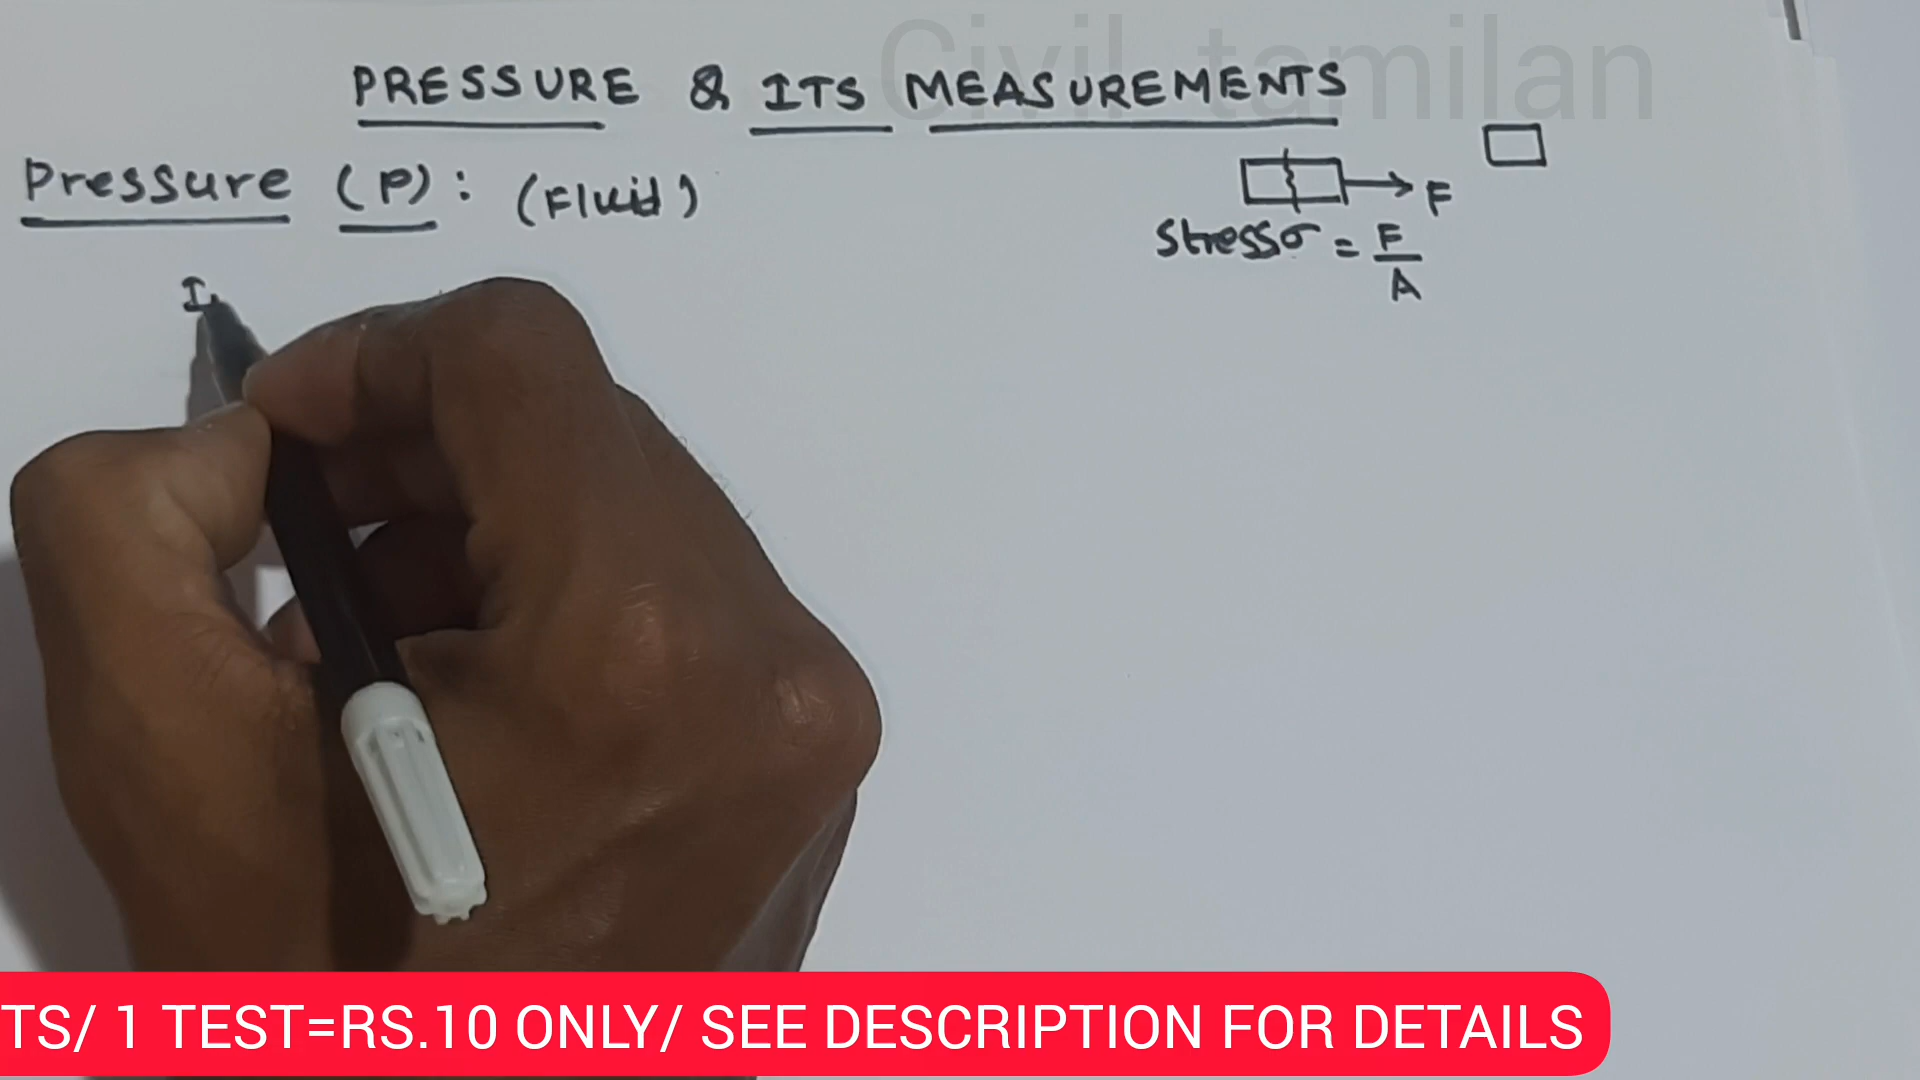 Civil tamilan
PRESSURE & ITS MEASUREMENTS
Pressure (P): (Fluid)
F
Stress σ = F
A
I
TS/ 1 TEST=RS.10 ONLY/ SEE DESCRIPTION FOR DETAILS